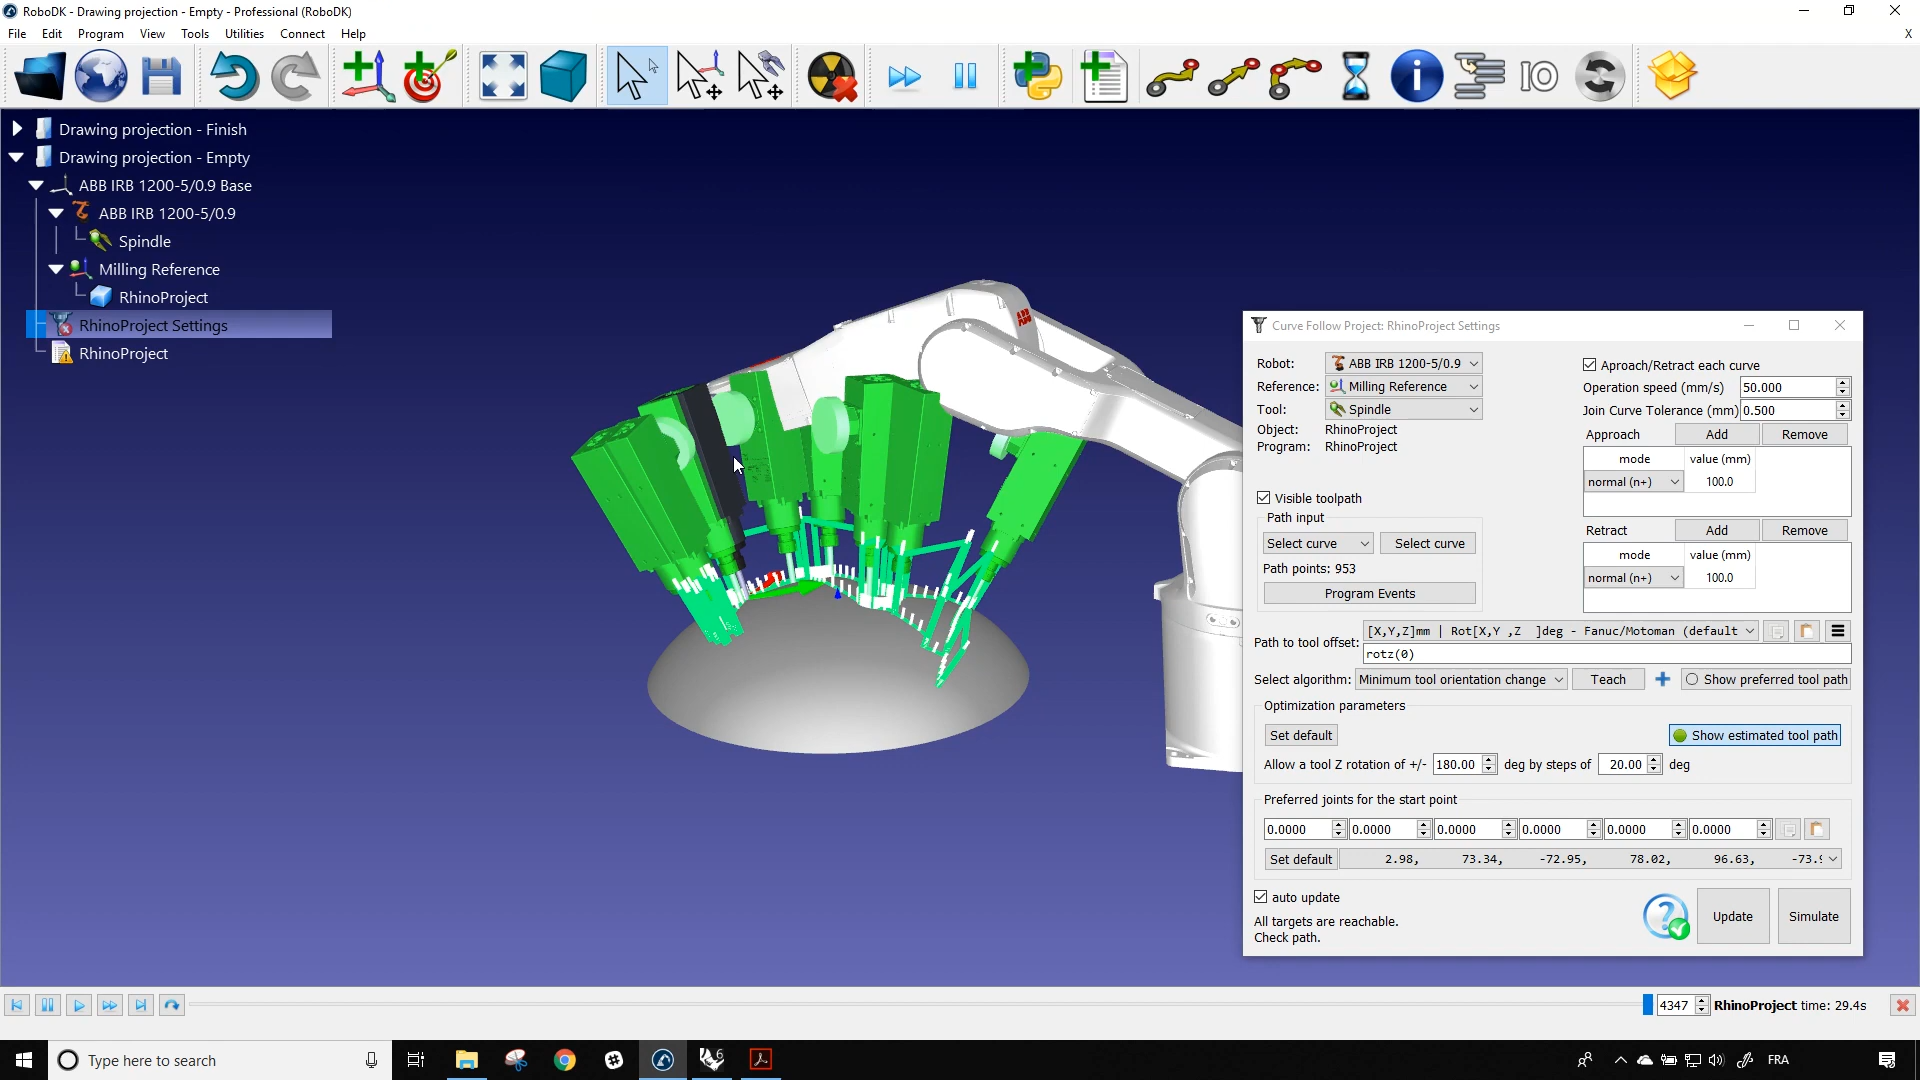 RoboDK - Drawing projection - Empty - Professional (RoboDK)
File Edit Program View Tools Utilities Connect Help
X
IO
Drawing projection - Finish
Drawing projection - Empty
ABB IRB 1200-5/0.9 Base
ABB IRB 1200-5/0.9
Spindle
Milling Reference
RhinoProject
RhinoProject Settings
RhinoProject
ABB
Curve Follow Project: RhinoProject Settings
Robot: ABB IRB 1200-5/0.9
Reference: Milling Reference
Tool: Spindle
Object: RhinoProject
Program: RhinoProject
Aproach/Retract each curve
Operation speed (mm/s) 50.000
Join Curve Tolerance (mm) 0.500
Approach Add Remove
mode value (mm)
normal (n+) 100.0
Visible toolpath
Path input
Select curve Select curve
Path points: 953
Program Events
Retract Add Remove
mode value (mm)
normal (n+) 100.0
Path to tool offset: [X,Y,Z]mm | Rot[X,Y ,Z ]deg - Fanuc/Motoman (default
rotz(0)
Select algorithm: Minimum tool orientation change Teach Show preferred tool path
Optimization parameters
Set default Show estimated tool path
Allow a tool Z rotation of +/- 180.00 deg by steps of 20.00 deg
Preferred joints for the start point
0.0000 0.0000 0.0000 0.0000 0.0000 0.0000
Set default 2.98, 73.34, -72.95, 78.02, 96.63, -73.9
auto update
All targets are reachable.
Check path.
Update Simulate
4347 RhinoProject time: 29.4s
Type here to search
6
FRA